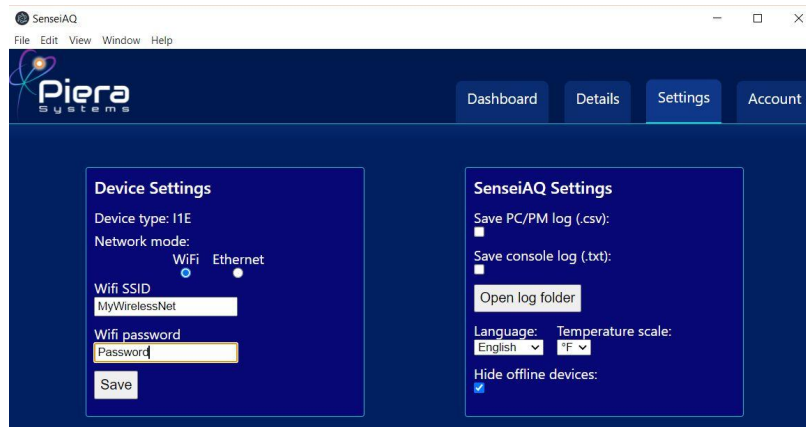 SenseiAQ
File Edit View Window Help
Piera
Systems
Dashboard Details Settings Account
Device Settings
Device type: I1E
Network mode:
WiFi Ethernet
Wifi SSID
MyWirelessNet
Wifi password
Password
Save
SenseiAQ Settings
Save PC/PM log (.csv):
Save console log (.txt):
Open log folder
Language: Temperature scale:
English °F
Hide offline devices: